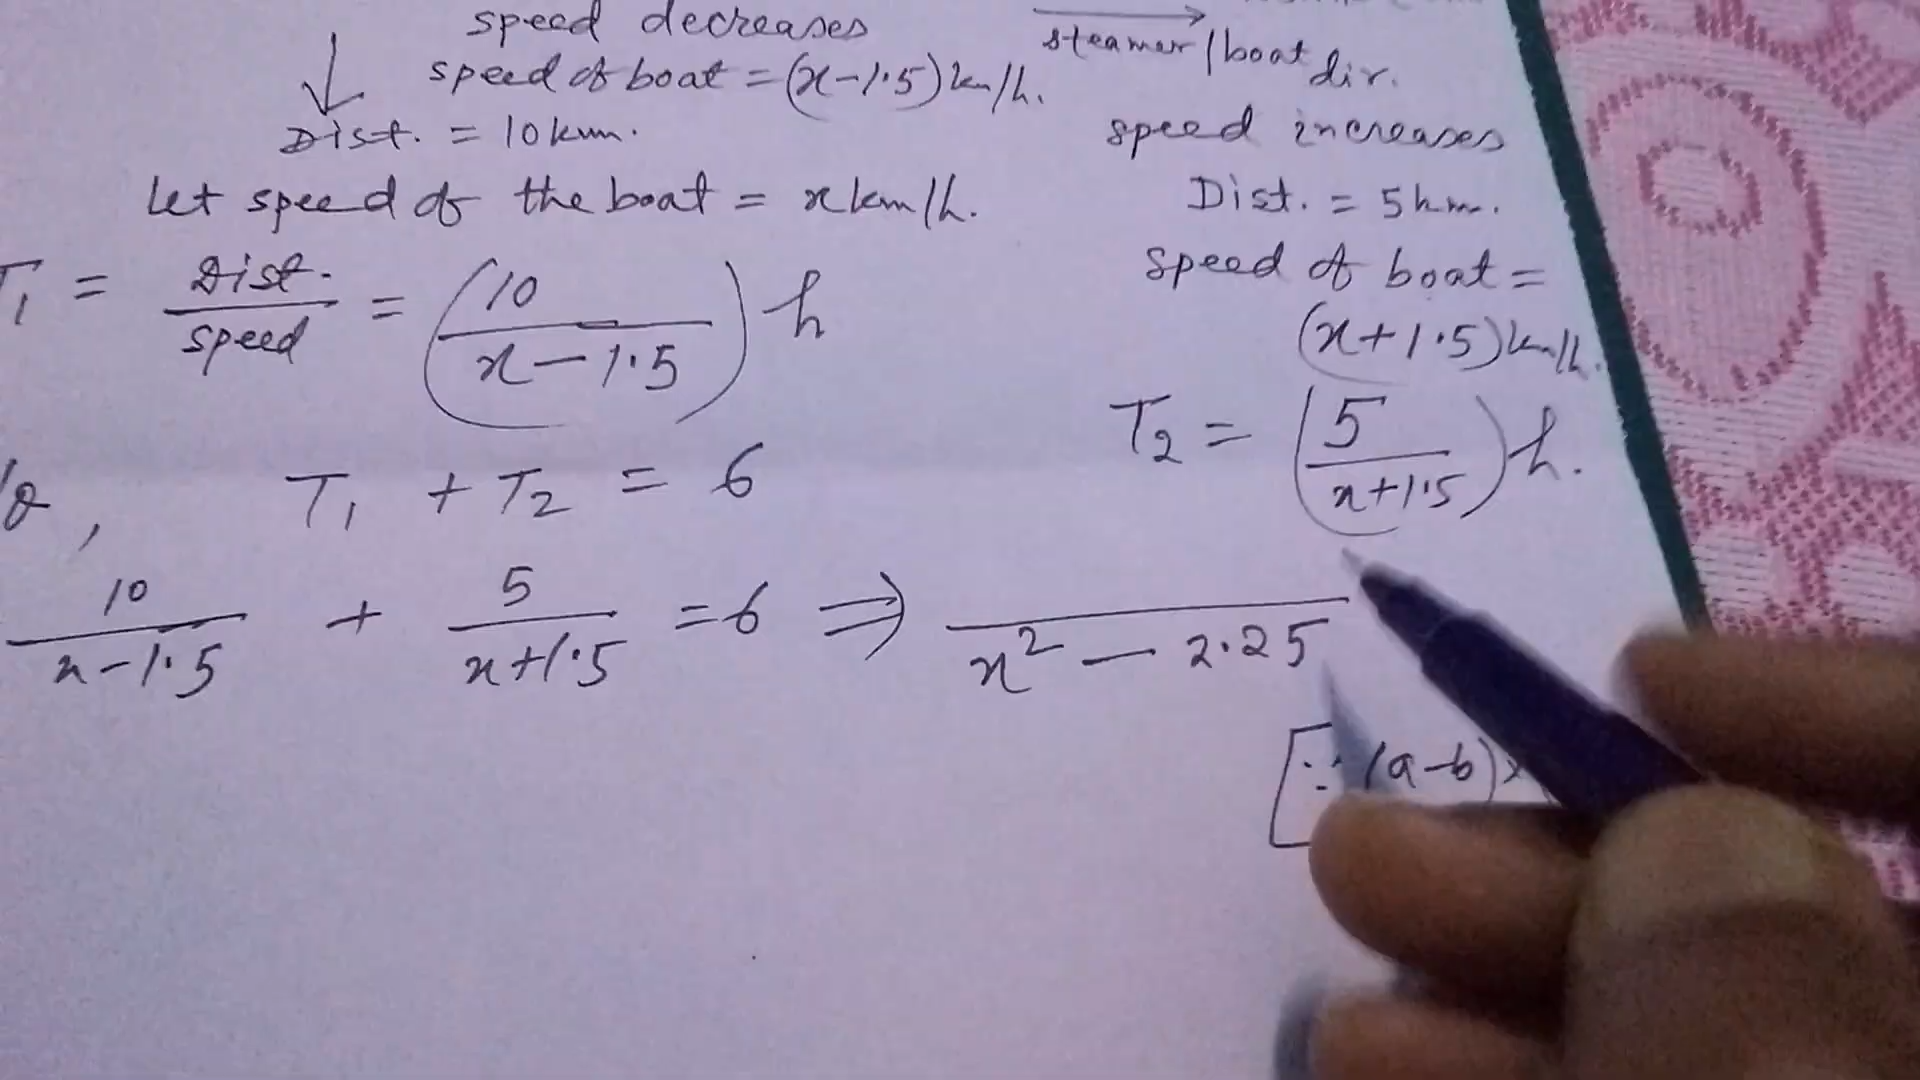 speed decreases
steamer/boat dir.
speed of boat = (x-1.5) km/h.
speed increases
Dist. = 10 km.
Let speed of the boat = x km/h.
Dist. = 5 km.
T₁ = Dist. / speed = (10 / x - 1.5) h
speed of boat =
(x+1.5) km/h.
T₂ = (5 / x+1.5) h.
T₁ + T₂ = 6
10 / x-1.5 + 5 / x+1.5 = 6 ⇒ / x² - 2.25
[∵ (a-b)×